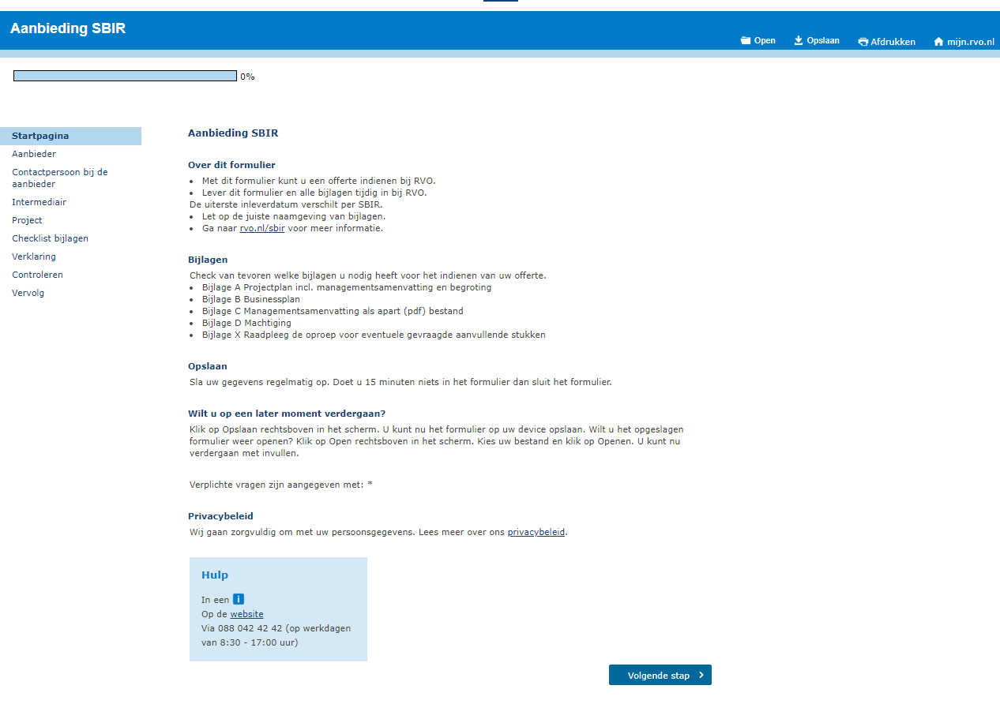 Aanbieding SBIR
Open
Opslaan
Afdrukken
mijn.rvo.nl
0%
Startpagina
Aanbieder
Contactpersoon bij de
aanbieder
Intermediair
Project
Checklist bijlagen
Verklaring
Controleren
Vervolg
Aanbieding SBIR
Over dit formulier
• Met dit formulier kunt u een offerte indienen bij RVO.
• Lever dit formulier en alle bijlagen tijdig in bij RVO.
De uiterste inleverdatum verschilt per SBIR.
• Let op de juiste naamgeving van bijlagen.
• Ga naar rvo.nl/sbir voor meer informatie.
Bijlagen
Check van tevoren welke bijlagen u nodig heeft voor het indienen van uw offerte.
• Bijlage A Projectplan incl. managementsamenvatting en begroting
• Bijlage B Businessplan
• Bijlage C Managementsamenvatting als apart (pdf) bestand
• Bijlage D Machtiging
• Bijlage X Raadpleeg de oproep voor eventuele gevraagde aanvullende stukken
Opslaan
Sla uw gegevens regelmatig op. Doet u 15 minuten niets in het formulier dan sluit het formulier.
Wilt u op een later moment verdergaan?
Klik op Opslaan rechtsboven in het scherm. U kunt nu het formulier op uw device opslaan. Wilt u het opgeslagen
formulier weer openen? Klik op Open rechtsboven in het scherm. Kies uw bestand en klik op Openen. U kunt nu
verdergaan met invullen.
Verplichte vragen zijn aangegeven met: *
Privacybeleid
Wij gaan zorgvuldig om met uw persoonsgegevens. Lees meer over ons privacybeleid.
Hulp
In een i
Op de website
Via 088 042 42 42 (op werkdagen
van 8:30 - 17:00 uur)
Volgende stap